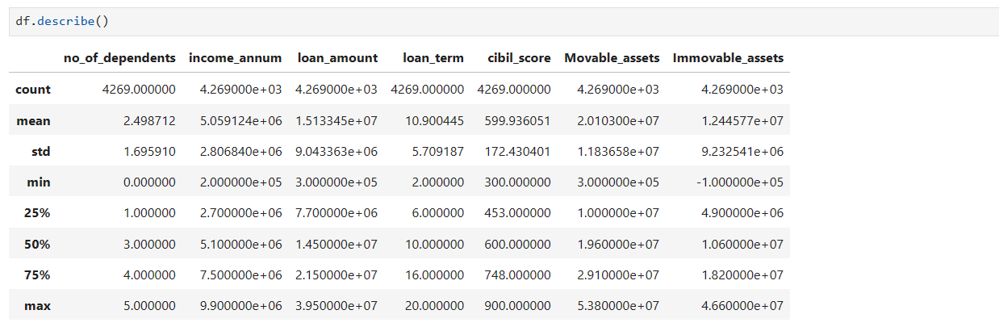 df.describe()
no_of_dependents income_annum loan_amount loan_term cibil_score Movable_assets Immovable_assets
count 4269.000000 4.269000e+03 4.269000e+03 4269.000000 4269.000000 4.269000e+03 4.269000e+03
mean 2.498712 5.059124e+06 1.513345e+07 10.900445 599.936051 2.010300e+07 1.244577e+07
std 1.695910 2.806840e+06 9.043363e+06 5.709187 172.430401 1.183658e+07 9.232541e+06
min 0.000000 2.000000e+05 3.000000e+05 2.000000 300.000000 3.000000e+05 -1.000000e+05
25% 1.000000 2.700000e+06 7.700000e+06 6.000000 453.000000 1.000000e+07 4.900000e+06
50% 3.000000 5.100000e+06 1.450000e+07 10.000000 600.000000 1.960000e+07 1.060000e+07
75% 4.000000 7.500000e+06 2.150000e+07 16.000000 748.000000 2.910000e+07 1.820000e+07
max 5.000000 9.900000e+06 3.950000e+07 20.000000 900.000000 5.380000e+07 4.660000e+07